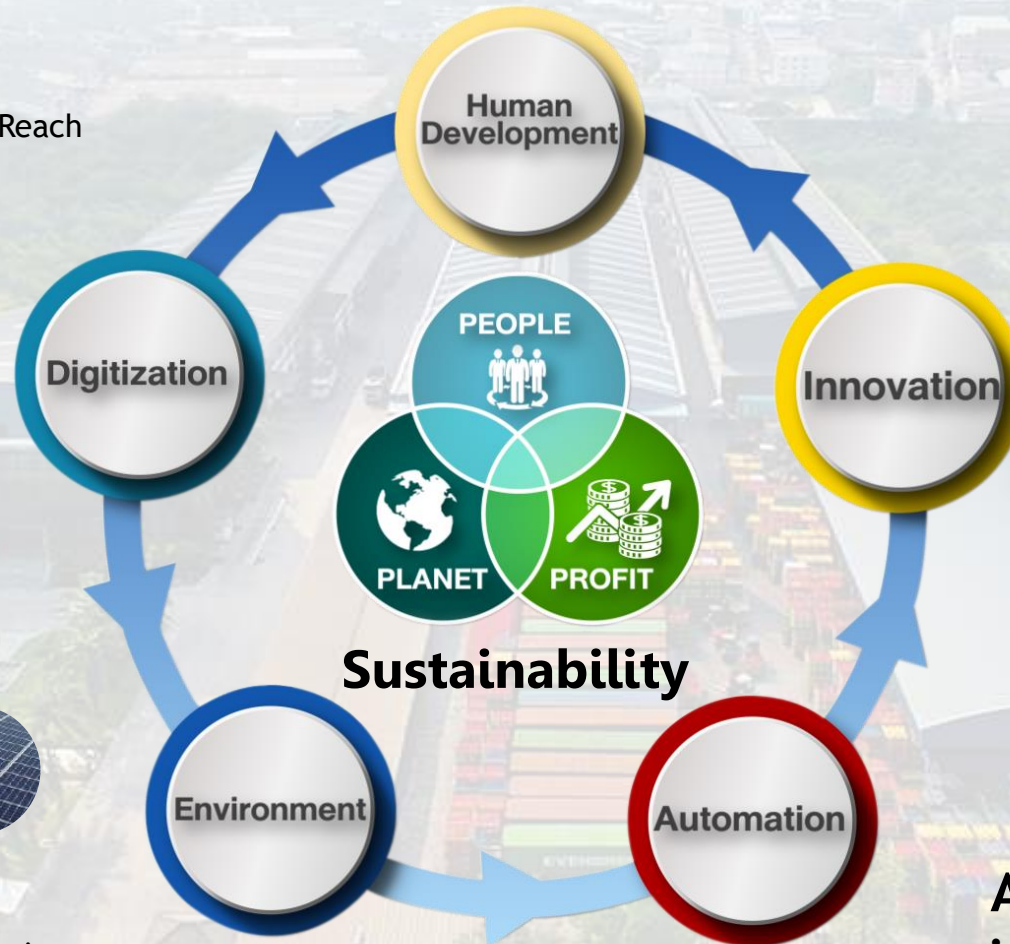 Reach
Human
Development
PEOPLE
Digitization
Innovation
PLANET
PROFIT
Sustainability
Environment
Automation